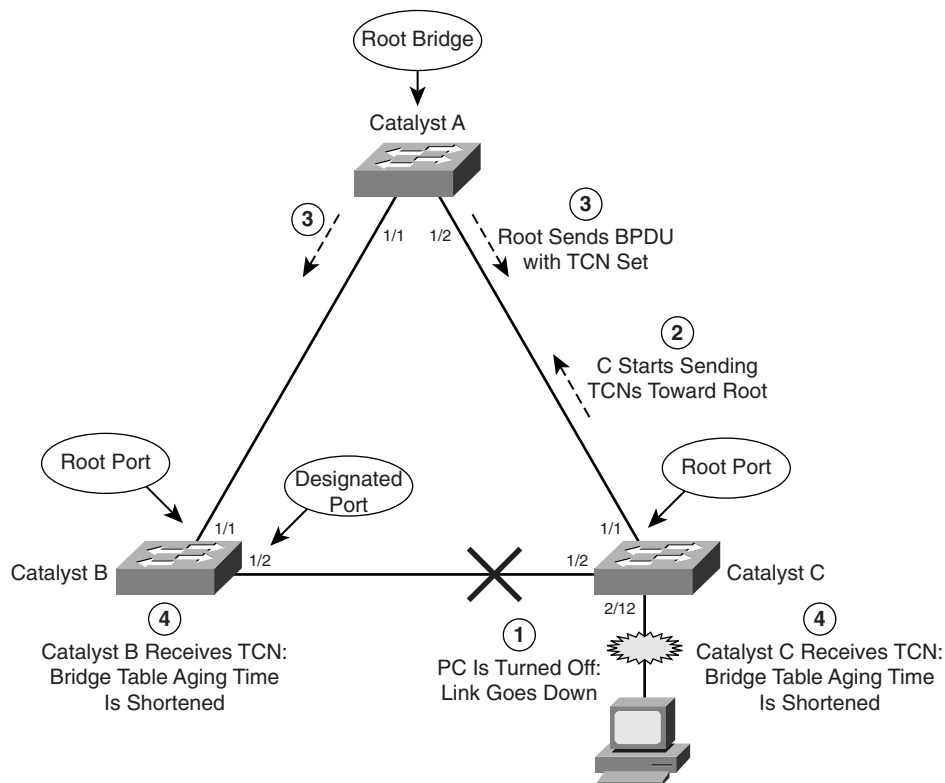 Root Bridge
Catalyst A
3
1/1
1/2
3
Root Sends BPDU
with TCN Set
2
C Starts Sending
TCNs Toward Root
Root Port
Designated
Port
Root Port
1/1
1/2
1/1
1/2
Catalyst B
Catalyst C
2/12
4
Catalyst B Receives TCN:
Bridge Table Aging Time
Is Shortened
1
PC Is Turned Off:
Link Goes Down
4
Catalyst C Receives TCN:
Bridge Table Aging Time
Is Shortened